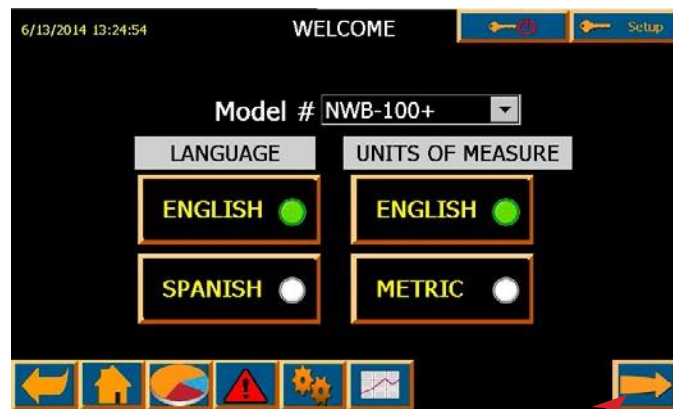 6/13/2014 13:24:54 WELCOME Setup
Model # NWB-100+
LANGUAGE UNITS OF MEASURE
ENGLISH ENGLISH
SPANISH METRIC